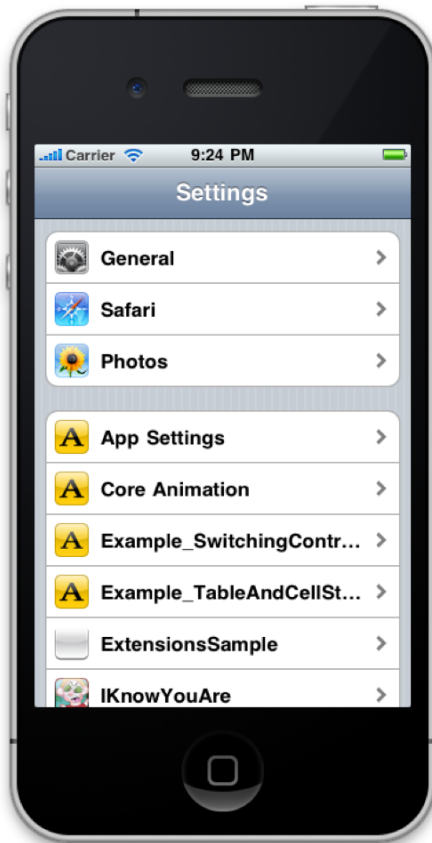 Carrier 9:24 PM
Settings
General
Safari
Photos
A App Settings
A Core Animation
A Example_SwitchingContr...
A Example_TableAndCellSt...
ExtensionsSample
IKnowYouAre